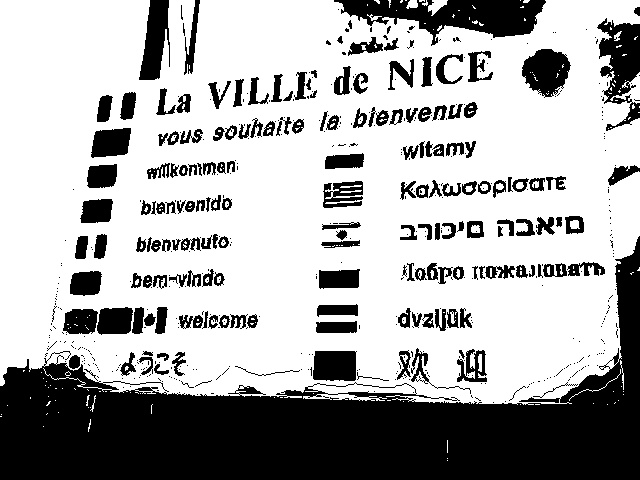 La VILLE de NICE
vous souhaite la bienvenue
willkommen
bienvenido
bienvenuto
bem-vindo
welcome
ようこそ
witamy
Καλωσορίσατε
ברוכים הבאים
Добро пожаловать
dvzijük
欢 迎